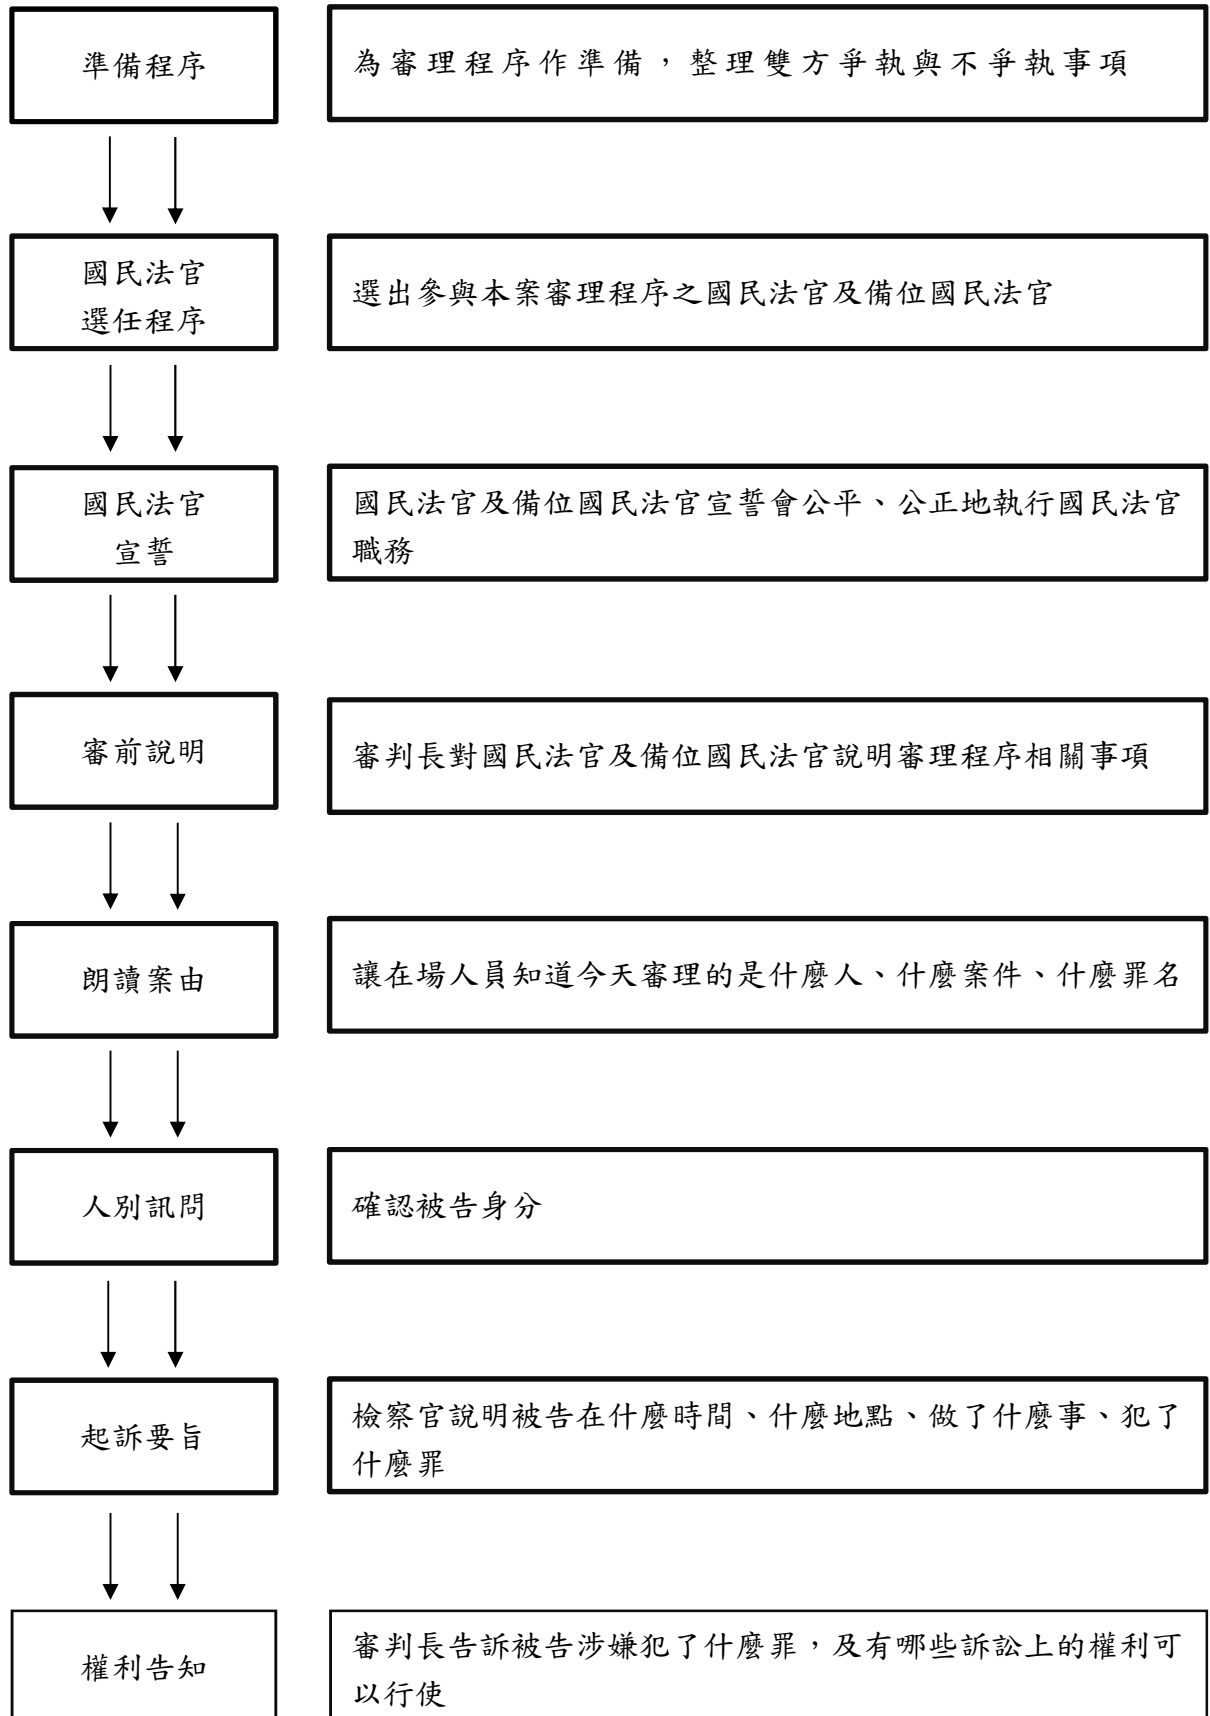 準備程序
為審理程序作準備，整理雙方爭執與不爭執事項
國民法官
選任程序
選出參與本案審理程序之國民法官及備位國民法官
國民法官
宣誓
國民法官及備位國民法官宣誓會公平、公正地執行國民法官
職務
審前說明
審判長對國民法官及備位國民法官說明審理程序相關事項
朗讀案由
讓在場人員知道今天審理的是什麼人、什麼案件、什麼罪名
人別訊問
確認被告身分
起訴要旨
檢察官說明被告在什麼時間、什麼地點、做了什麼事、犯了
什麼罪
權利告知
審判長告訴被告涉嫌犯了什麼罪，及有哪些訴訟上的權利可
以行使